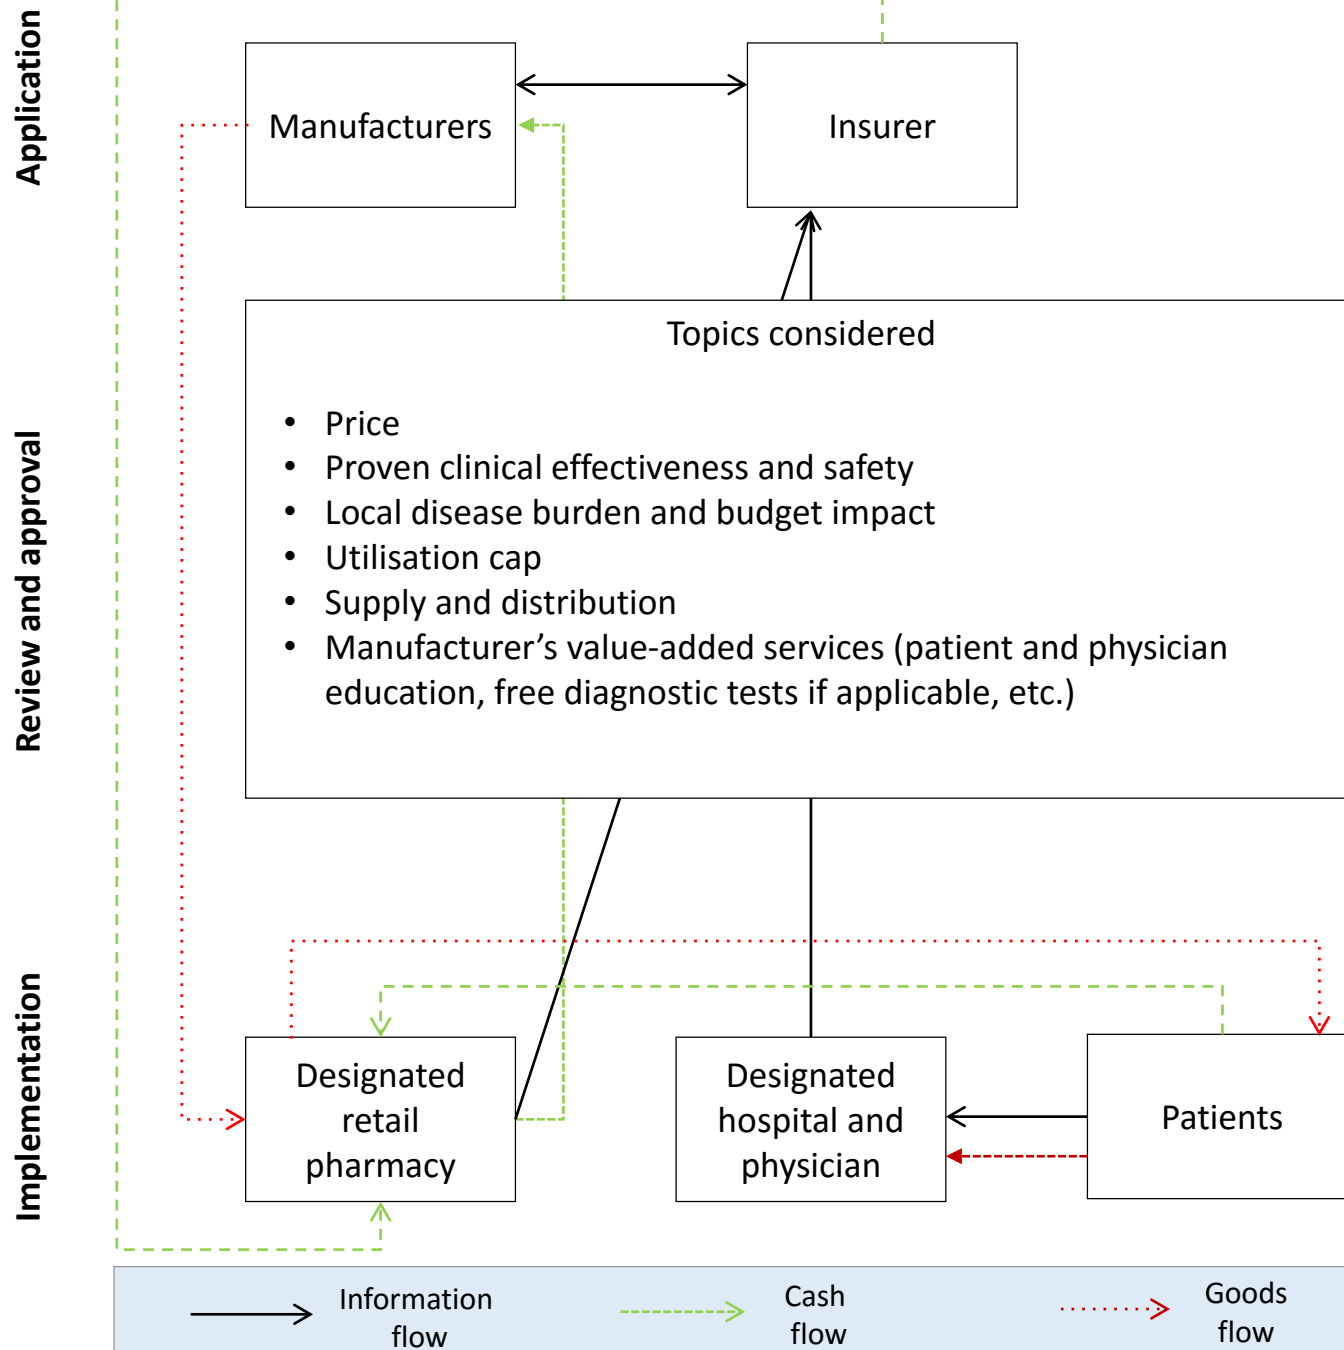 Application
Manufacturers
Insurer
Review and approval
Topics considered
• Price
• Proven clinical effectiveness and safety
• Local disease burden and budget impact
• Utilisation cap
• Supply and distribution
• Manufacturer’s value-added services (patient and physician
education, free diagnostic tests if applicable, etc.)
Implementation
Designated
retail
pharmacy
Designated
hospital and
physician
Patients
Information
flow
Cash
flow
Goods
flow